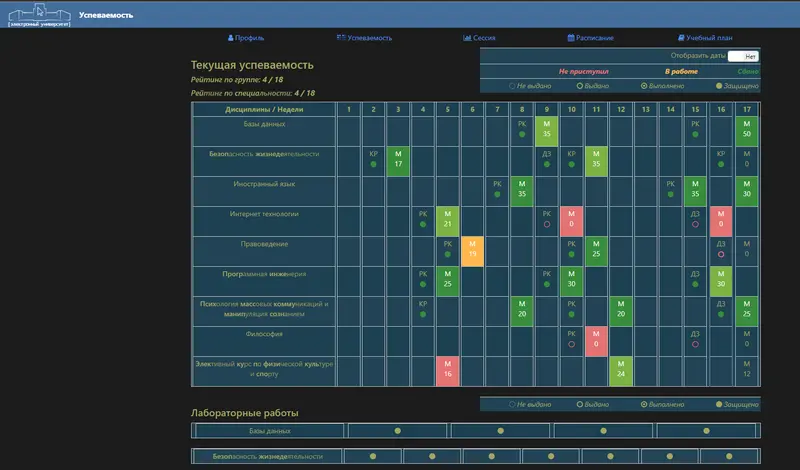 [электронный университет]
Успеваемость
Профиль
Успеваемость
Сессия
Расписание
Учебный план
Текущая успеваемость
Отобразить даты Нет
Рейтинг по группе: 4 / 18
Не приступил В работе Сдано
Рейтинг по специальности: 4 / 18
Не выдано Выдано Выполнено Защищено
Дисциплины / Недели 1 2 3 4 5 6 7 8 9 10 11 12 13 14 15 16 17
Базы данных РК М 35 РК М 50
Безопасность жизнедеятельности КР М 17 ДЗ КР М 35 КР М 0
Иностранный язык РК М 35 РК М 35 М 30
Интернет технологии РК М 21 РК М 0 ДЗ М 0
Правоведение РК М 19 РК М 25 ДЗ М 0
Программная инженерия РК М 25 РК М 30 ДЗ М 30
Психология массовых коммуникаций и
манипуляция сознанием КР М 20 РК М 20 ДЗ М 25
Философия РК М 0 ДЗ М 0
Элективный курс по физической культуре
и спорту М 16 М 24 М 12
Лабораторные работы
Не выдано Выдано Выполнено Защищено
Базы данных
Безопасность жизнедеятельности